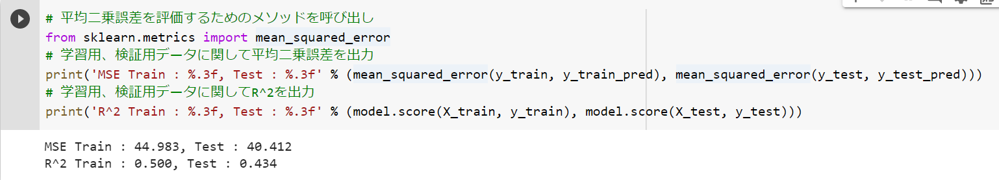 # 平均二乗誤差を評価するためのメソッドを呼び出し
from sklearn.metrics import mean_squared_error
# 学習用、検証用データに関して平均二乗誤差を出力
print('MSE Train : %.3f, Test : %.3f' % (mean_squared_error(y_train, y_train_pred), mean_squared_error(y_test, y_test_pred)))
# 学習用、検証用データに関してR^2を出力
print('R^2 Train : %.3f, Test : %.3f' % (model.score(X_train, y_train), model.score(X_test, y_test)))
MSE Train : 44.983, Test : 40.412
R^2 Train : 0.500, Test : 0.434